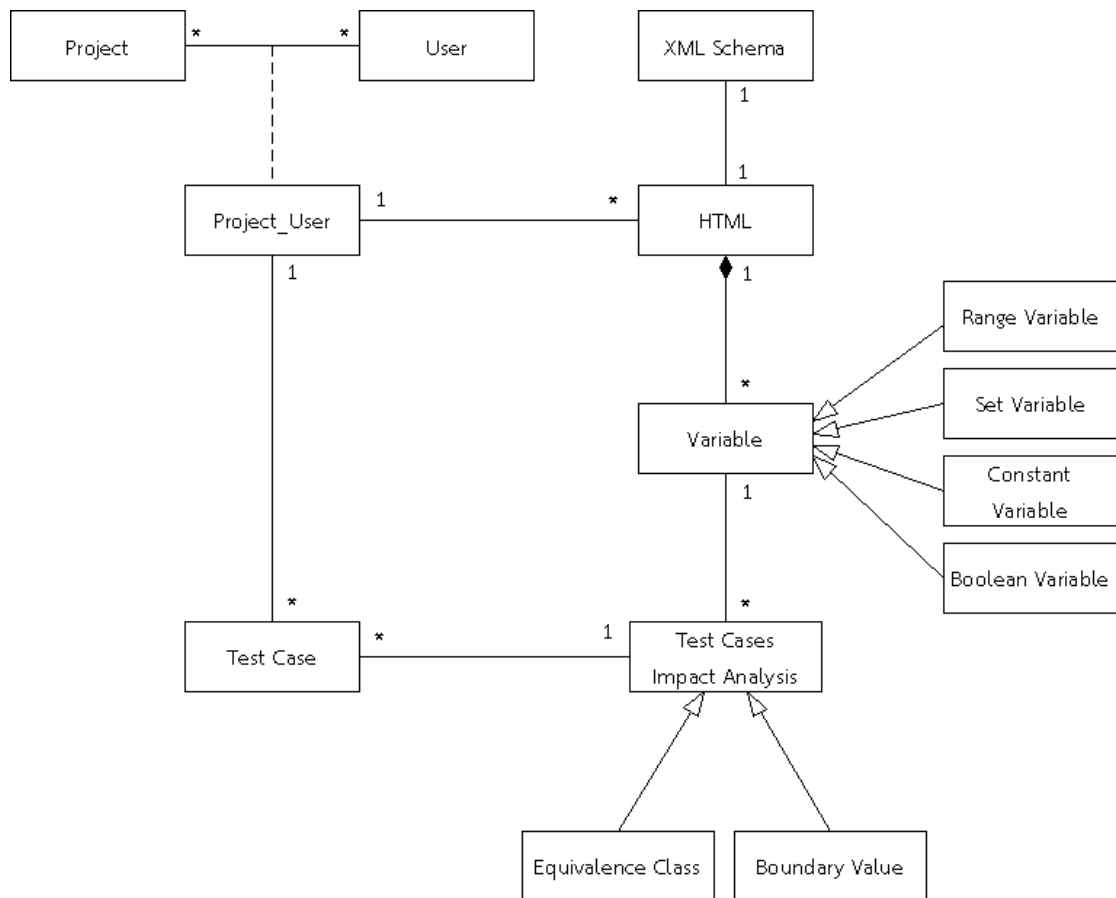 Project
*
*
User
XML Schema
1
1
Project_User
1
*
HTML
1
1
Range Variable
*
Set Variable
Variable
Constant
Variable
1
Boolean Variable
*
*
Test Case
*
1
Test Cases
Impact Analysis
Equivalence Class
Boundary Value